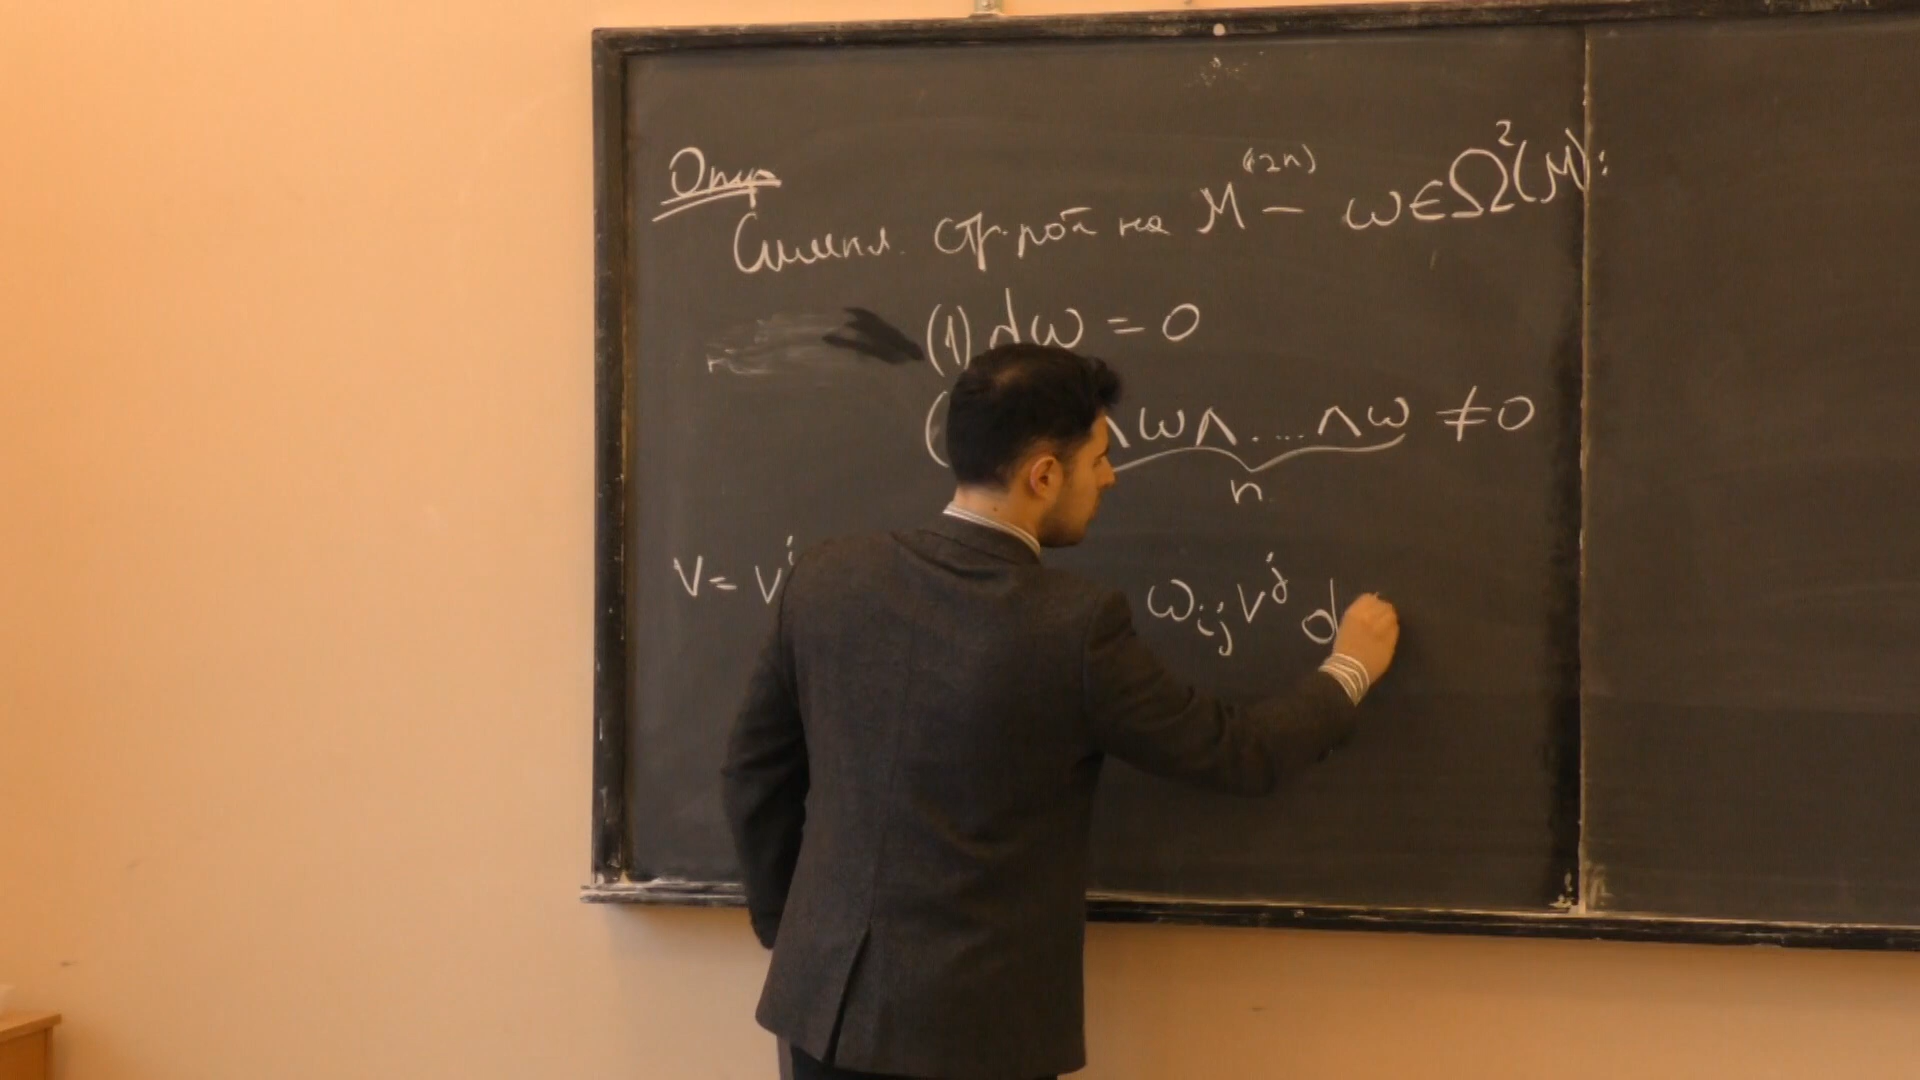 Опр
Симпл. стр-рой на M^(2n) — ω ∈ Ω²(M):
(1) dω = 0
( ∧ω∧....∧ω ≠ 0
n
v = v^i ω_ij v^j d